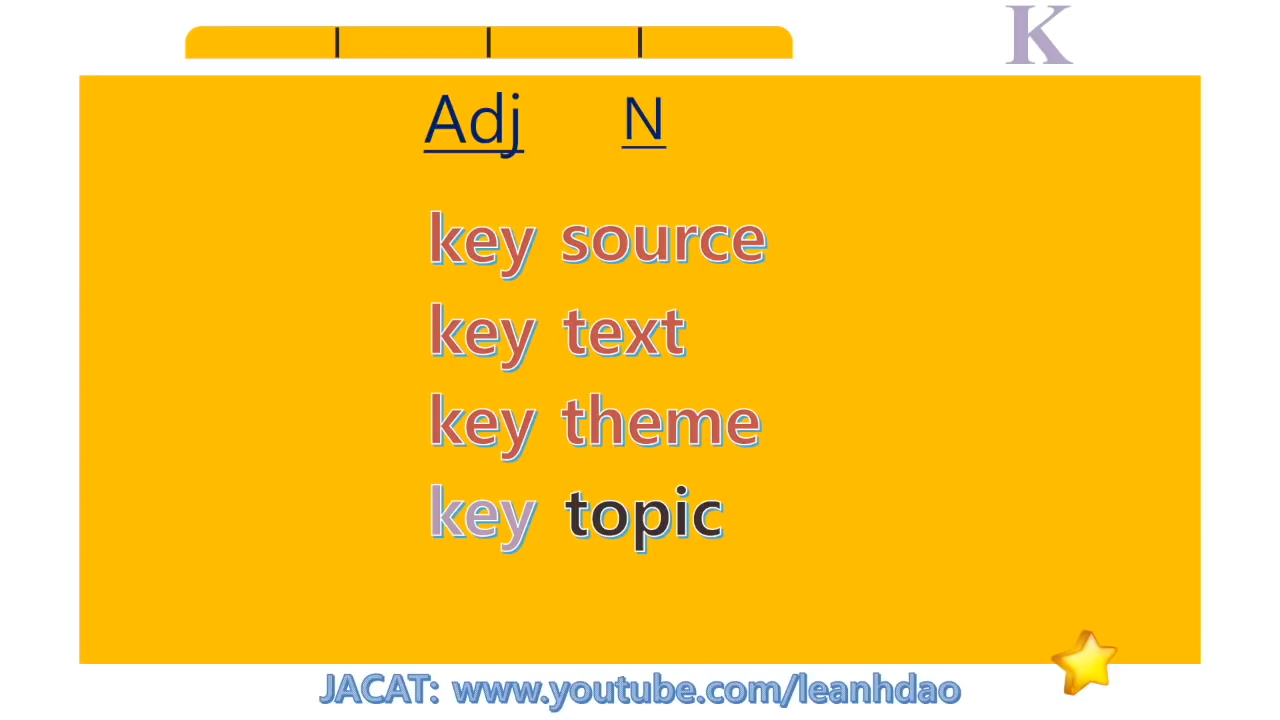 K
Adj N
key source
key text
key theme
key topic
JACAT: www.youtube.com/leanhdao